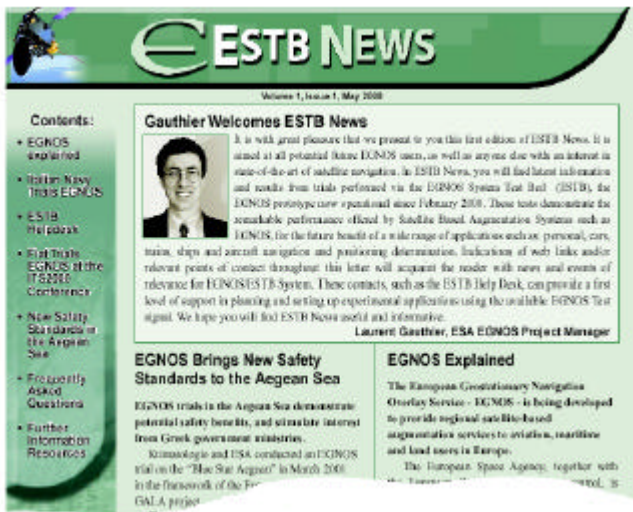 ESTB NEWS
Volume 1, Issue 1, May 2000
Contents:
• EGNOS
explained
• Italian Navy
Trials EGNOS
• ESTB
Helpdesk
• Fiat Trials
EGNOS at the
ITS2000
Conference
• New Safety
Standards in
the Aegean
Sea
• Frequently
Asked
Questions
• Further
Information
Resources
Gauthier Welcomes ESTB News
It is with great pleasure that we present to you this first edition of ESTB News. It is
aimed at all potential future EGNOS users, as well as anyone else with an interest in
state-of-the-art of satellite navigation. In ESTB News, you will find latest information
and results from trials performed via the EGNOS System Test Bed (ESTB), the
EGNOS prototype now operational since February 2000. These tests demonstrate the
remarkable performance offered by Satellite Based Augmentation Systems such as
EGNOS, for the future benefit of a wide range of applications such as: personal, cars,
trains, ships and aircraft navigation and positioning determination. Indications of web links and/or
relevant points of contact throughout this letter will acquaint the reader with news and events of
relevance for EGNOS/ESTB System. These contacts, such as the ESTB Help Desk, can provide a first
level of support in planning and setting up experimental applications using the available EGNOS Test
signal. We hope you will find ESTB News useful and informative.
Laurent Gauthier, ESA EGNOS Project Manager
EGNOS Brings New Safety
Standards to the Aegean Sea
EGNOS trials in the Aegean Sea demonstrate
potential safety benefits, and stimulate interest
from Greek government ministries.
and ESA conducted an EGNOS
trial on the "Blue Star Aegean" in March 2001
in the framework of the
GALA project
EGNOS Explained
The European Geostationary Navigation
Overlay Service - EGNOS - is being developed
to provide regional satellite-based
augmentation services to aviation, maritime
and land users in Europe.
The European Space Agency, together with